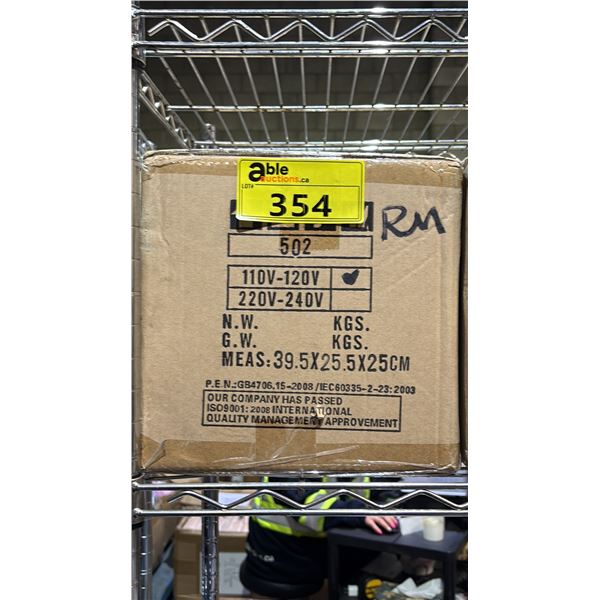 able
auctions.ca
LOT#
354
RM
502
110V-120V
220V-240V
N.W. KGS.
G.W. KGS.
MEAS:39.5X25.5X25CM
P.E.N.:GB4706.15-2008/IEC60335-2-23:2003
OUR COMPANY HAS PASSED
ISO9001:2008 INTERNATIONAL
QUALITY MANAGEMENT APPROVEMENT